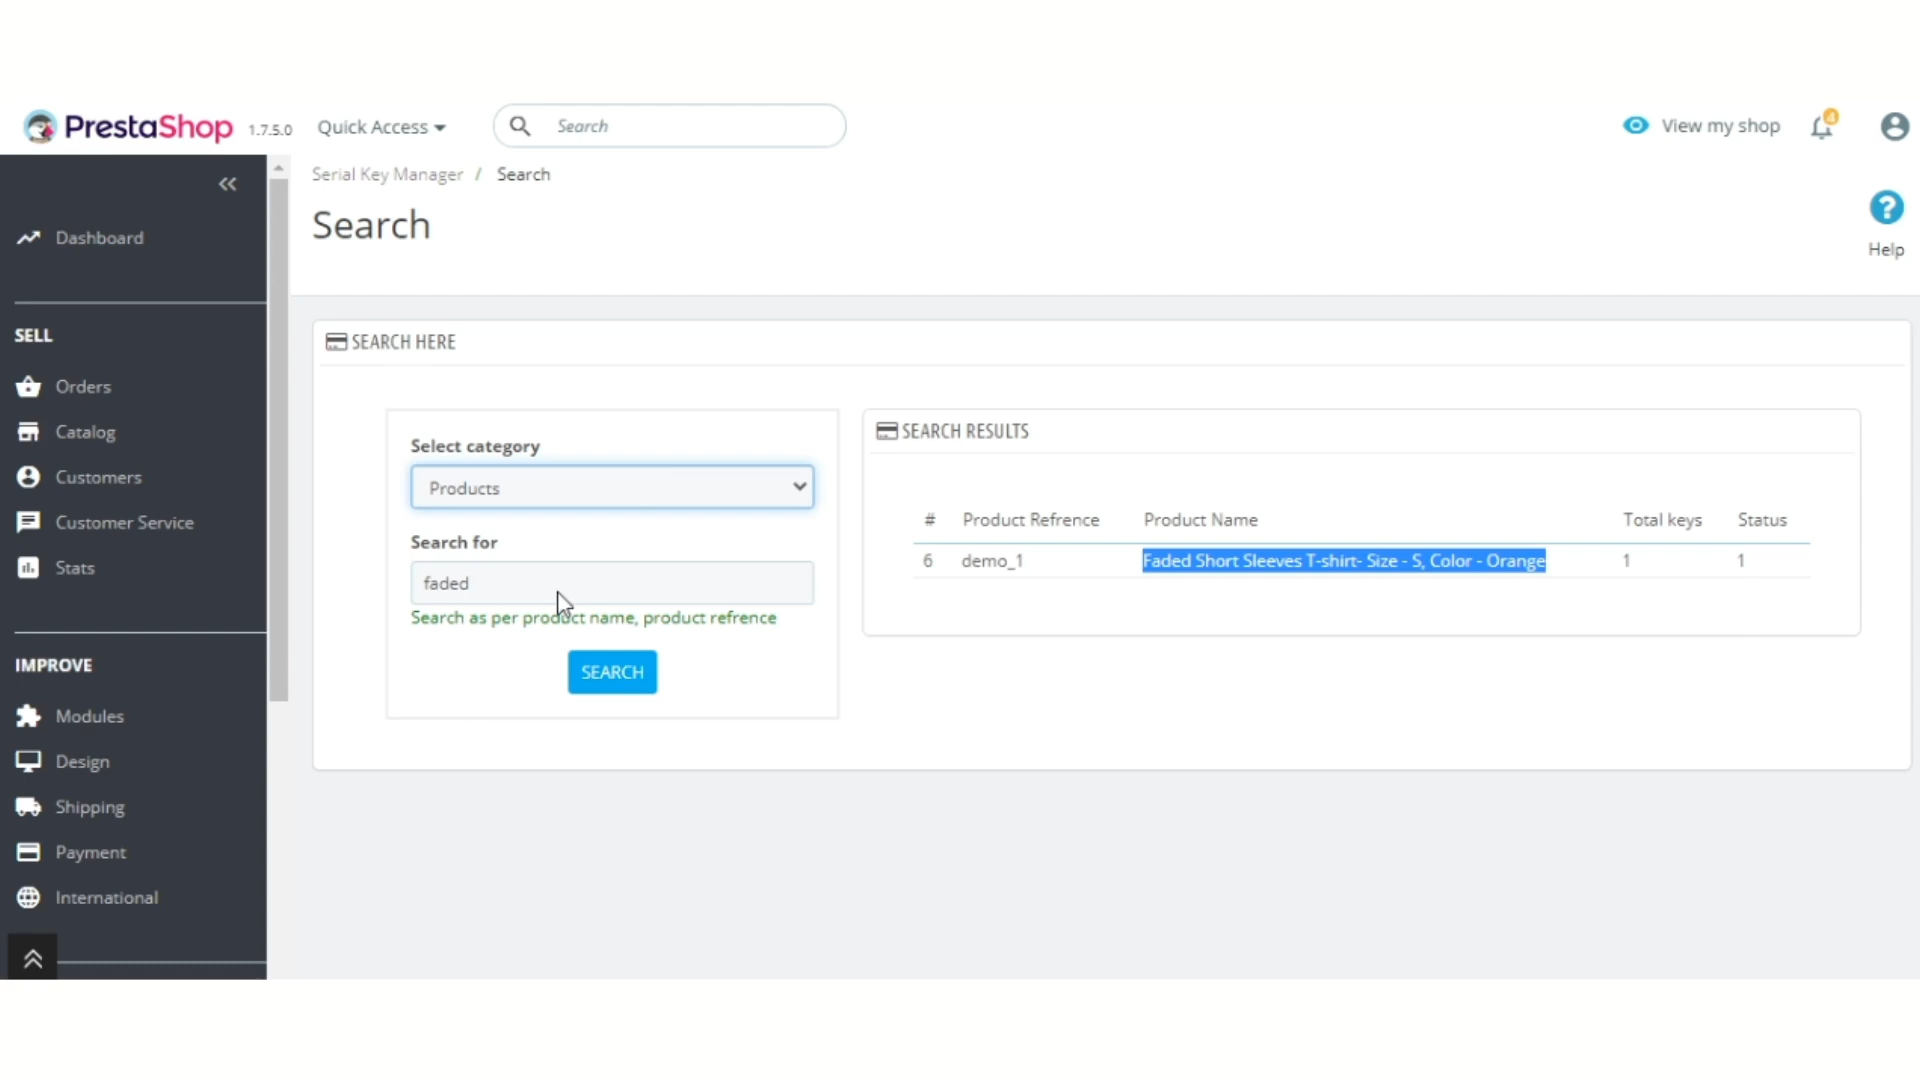 PrestaShop 1.7.5.0 Quick Access Search View my shop 4
Serial Key Manager / Search
Search
Help
Dashboard
SELL
Orders
Catalog
Customers
Customer Service
Stats
IMPROVE
Modules
Design
Shipping
Payment
International
SEARCH HERE
Select category
Products
Search for
faded
Search as per product name, product refrence
SEARCH
SEARCH RESULTS
# Product Refrence Product Name Total keys Status
6 demo_1 Faded Short Sleeves T-shirt- Size - S, Color - Orange 1 1